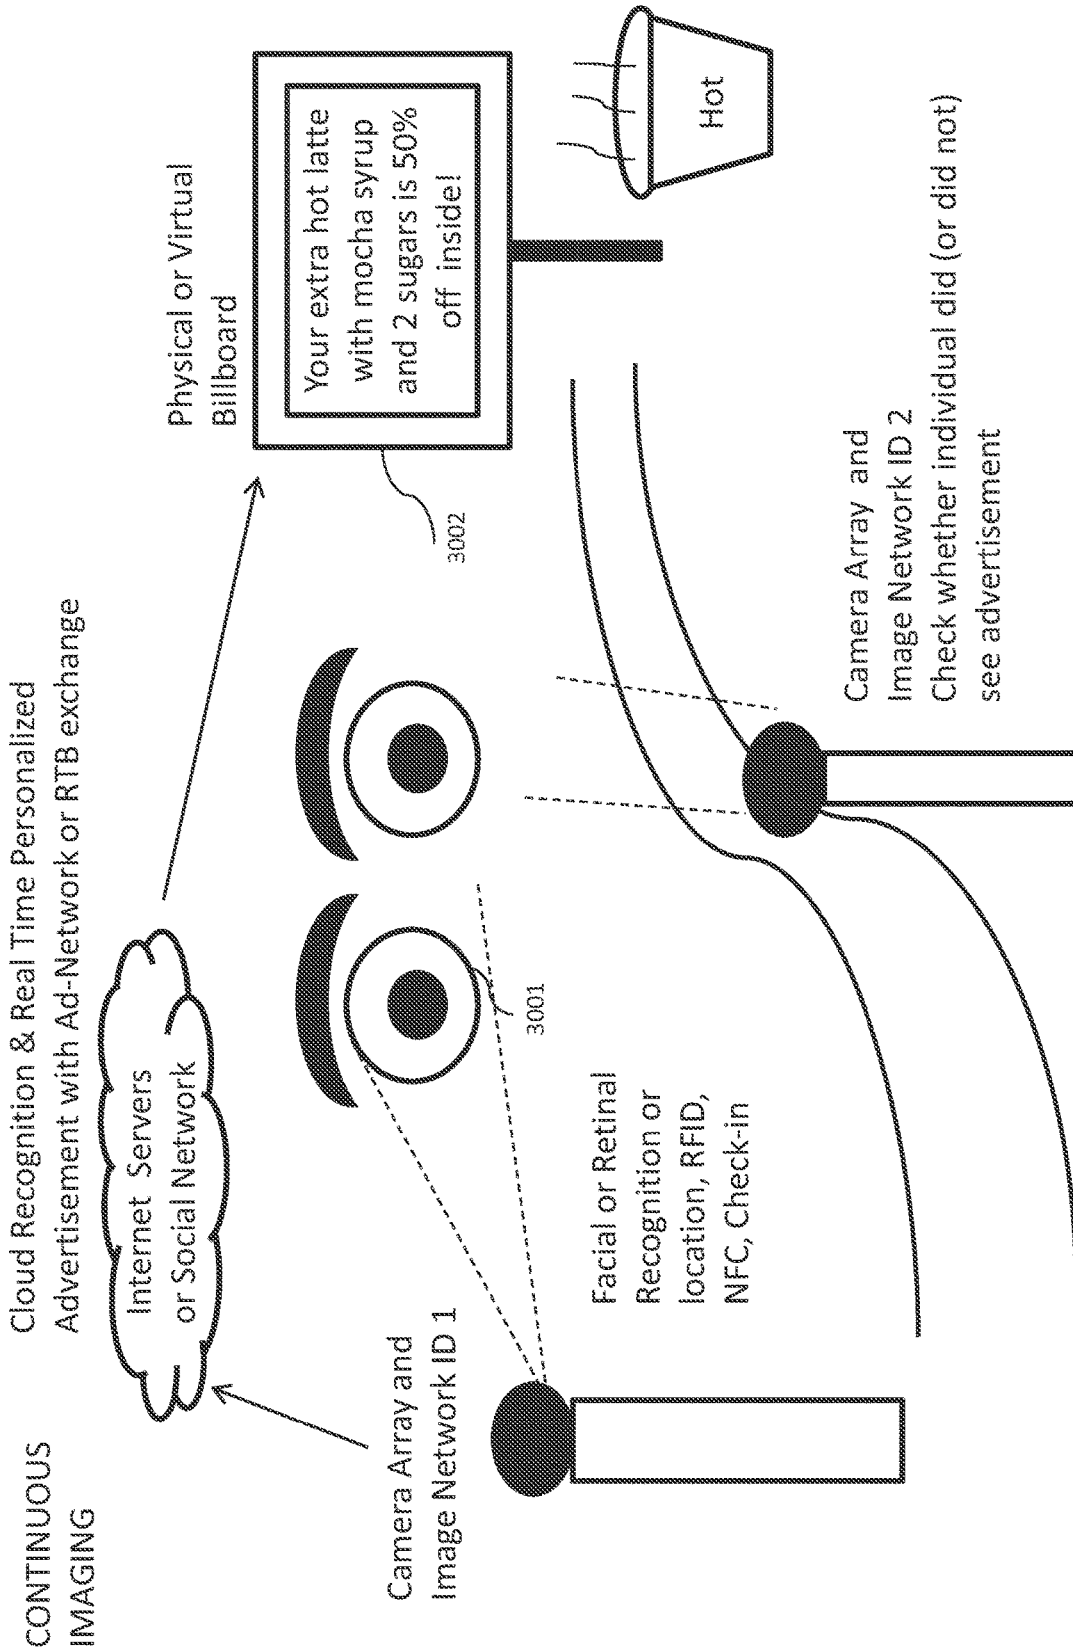 CONTINUOUS
IMAGING
Cloud Recognition & Real Time Personalized
Advertisement with Ad-Network or RTB exchange
Internet Servers
or Social Network
Physical or Virtual
Billboard
Your extra hot latte
with mocha syrup
and 2 sugars is 50%
off inside!
3002
Camera Array and
Image Network ID 1
3001
Facial or Retinal
Recognition or
location, RFID,
NFC, Check-in
Hot
Camera Array and
Image Network ID 2
Check whether individual did (or did not)
see advertisement